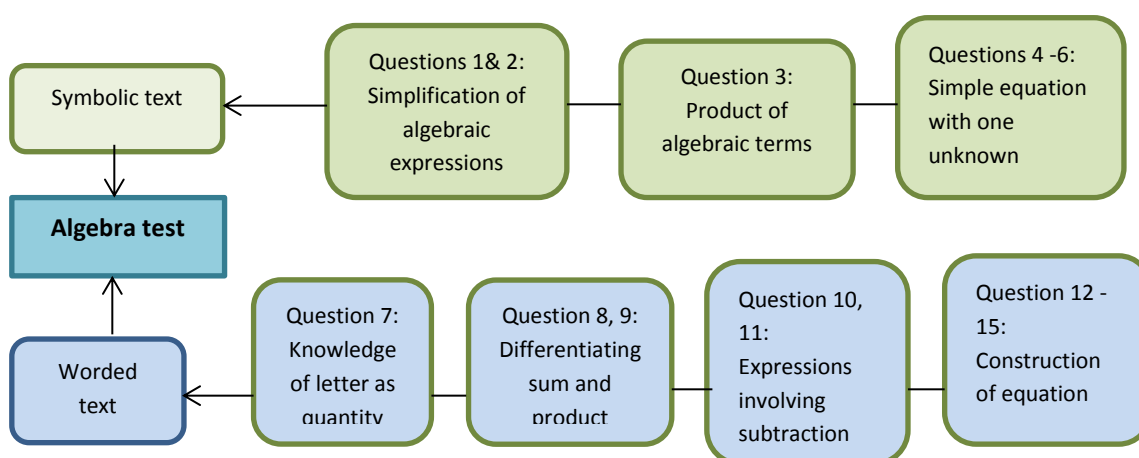 Symbolic text
Questions 1& 2:
Simplification of
algebraic
expressions
Question 3:
Product of
algebraic terms
Questions 4 -6:
Simple equation
with one
unknown
Algebra test
Worded
text
Question 7:
Knowledge
of letter as
quantity
Question 8, 9:
Differentiating
sum and
product
Question 10,
11:
Expressions
involving
subtraction
Question 12 -
15:
Construction
of equation